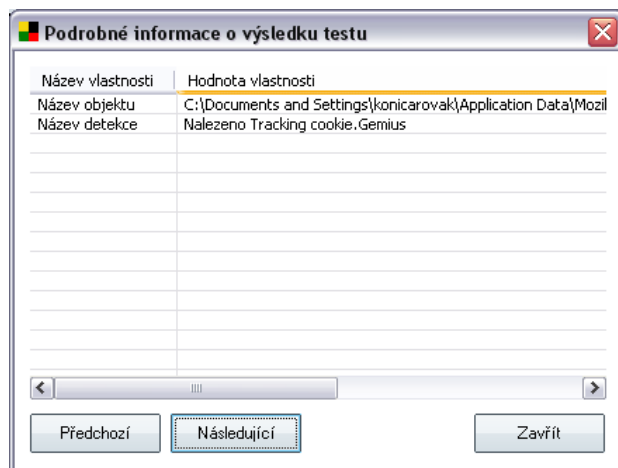 Podrobné informace o výsledku testu
Název vlastnosti Hodnota vlastnosti
Název objektu C:\Documents and Settings\konicarovak\Application Data\Mozil
Název detekce Nalezeno Tracking cookie.Gemius
Předchozí Následující Zavřít